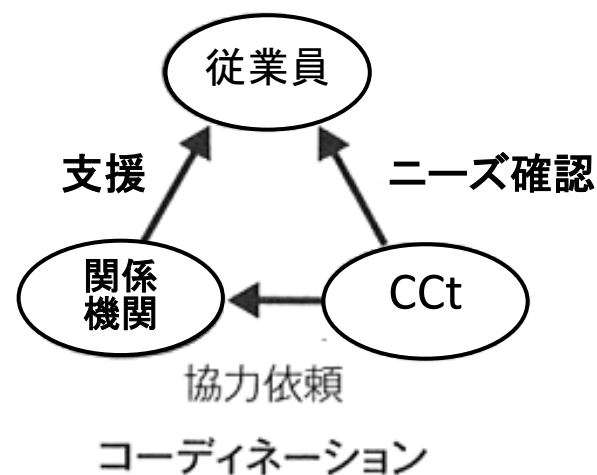 従業員
支援
ニーズ確認
関係
機関
CCt
協力依頼
コーディネーション